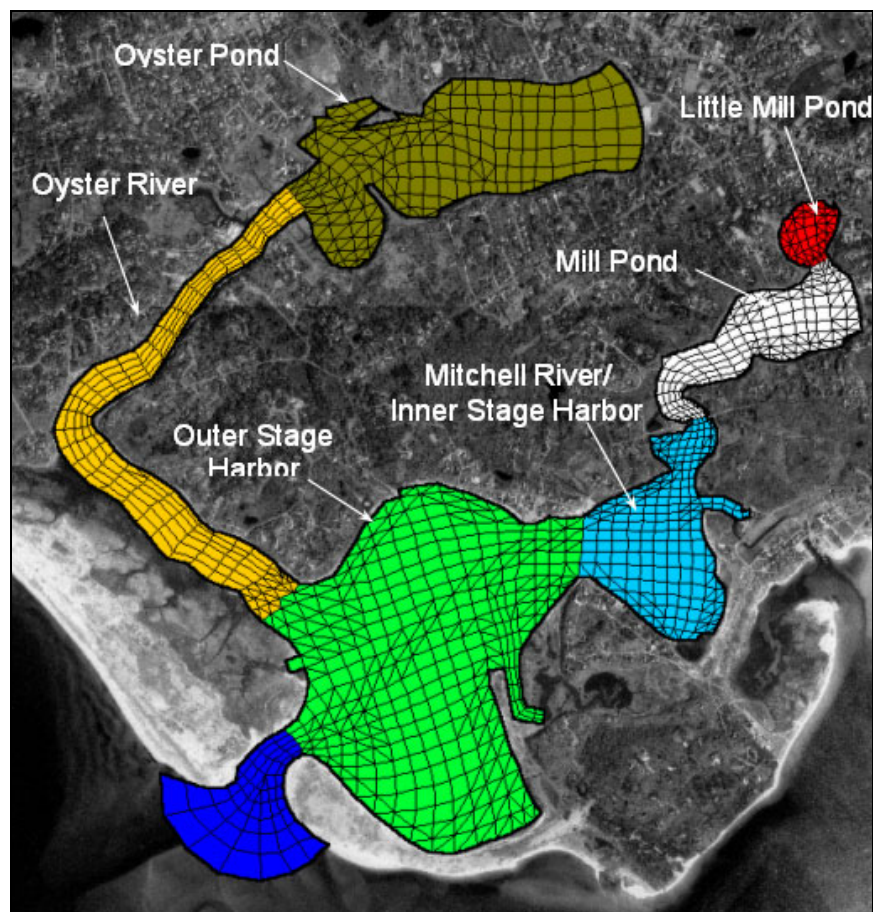 Oyster Pond
Little Mill Pond
Oyster River
Mill Pond
Mitchell River/
Inner Stage Harbor
Outer Stage
Harbor